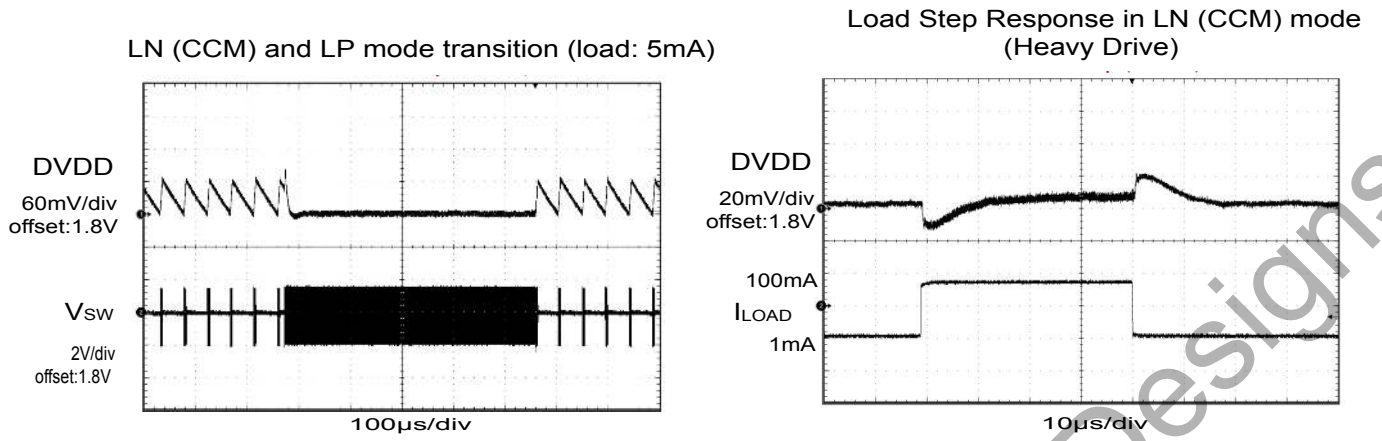 LN (CCM) and LP mode transition (load: 5mA)
DVDD
60mV/div
offset:1.8V
VSW
2V/div
offset:1.8V
100µs/div
Load Step Response in LN (CCM) mode
(Heavy Drive)
DVDD
20mV/div
offset:1.8V
100mA
ILOAD
1mA
10µs/div
Designs